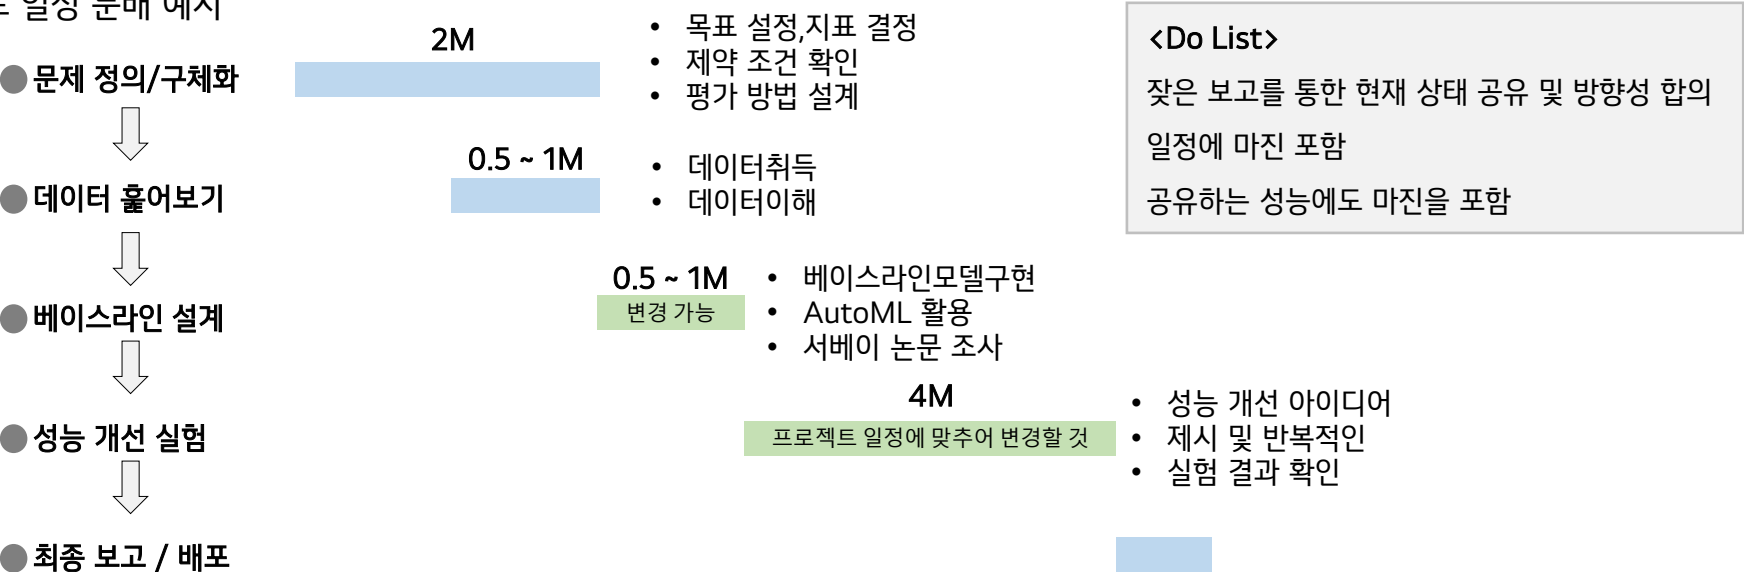 일정 분배 예시
● 문제 정의/구체화
2M
• 목표 설정,지표 결정
• 제약 조건 확인
• 평가 방법 설계
<Do List>
잦은 보고를 통한 현재 상태 공유 및 방향성 합의
일정에 마진 포함
공유하는 성능에도 마진을 포함
● 데이터 훑어보기
0.5 ~ 1M
• 데이터취득
• 데이터이해
● 베이스라인 설계
0.5 ~ 1M
변경 가능
• 베이스라인모델구현
• AutoML 활용
• 서베이 논문 조사
● 성능 개선 실험
4M
프로젝트 일정에 맞추어 변경할 것
• 성능 개선 아이디어
• 제시 및 반복적인
• 실험 결과 확인
● 최종 보고 / 배포